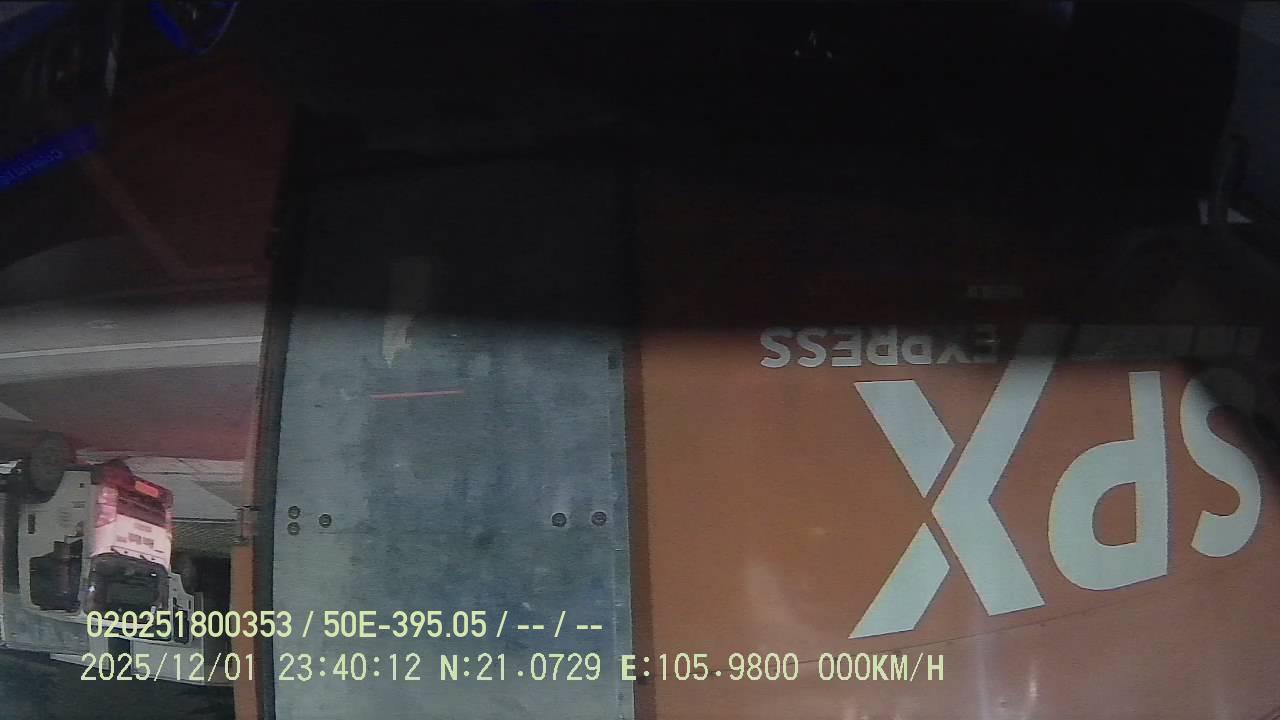 SPX
EXPRESS
020251800353 / 50E-395.05 / -- / --
2025/12/01 23:40:12 N:21.0729 E:105.9800 000KM/H